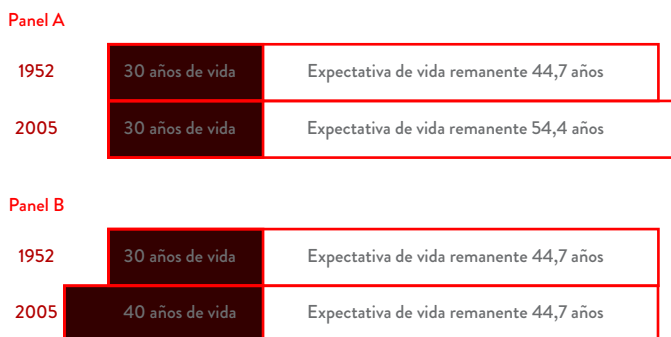 Panel A
1952 30 años de vida Expectativa de vida remanente 44,7 años
2005 30 años de vida Expectativa de vida remanente 54,4 años
Panel B
1952 30 años de vida Expectativa de vida remanente 44,7 años
2005 40 años de vida Expectativa de vida remanente 44,7 años